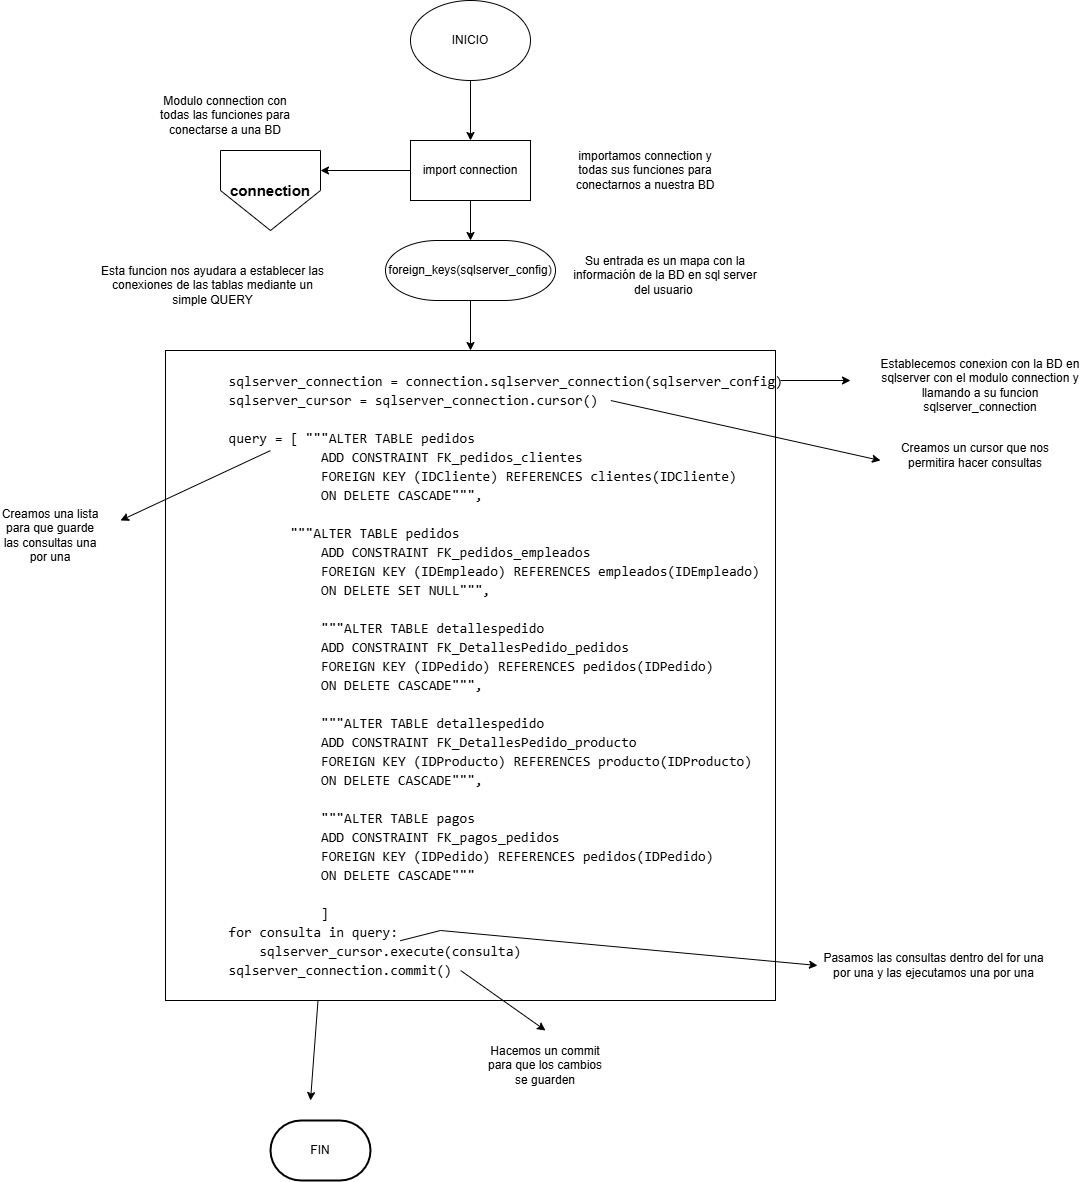 INICIO
Modulo connection con
todas las funciones para
conectarse a una BD
import connection
importamos connection y
todas sus funciones para
conectarnos a nuestra BD
connection
foreign_keys(sqlserver_config)
Su entrada es un mapa con la
información de la BD en sql server
del usuario
Esta funcion nos ayudara a establecer las
conexiones de las tablas mediante un
simple QUERY
sqlserver_connection = connection.sqlserver_connection(sqlserver_config)
sqlserver_cursor = sqlserver_connection.cursor()
Establecemos conexion con la BD en
sqlserver con el modulo connection y
llamando a su funcion
sqlserver_connection
Creamos un cursor que nos
permitira hacer consultas
query = [ """ALTER TABLE pedidos
ADD CONSTRAINT FK_pedidos_clientes
FOREIGN KEY (IDCliente) REFERENCES clientes(IDCliente)
ON DELETE CASCADE""",
Creamos una lista
para que guarde
las consultas una
por una
"""ALTER TABLE pedidos
ADD CONSTRAINT FK_pedidos_empleados
FOREIGN KEY (IDEmpleado) REFERENCES empleados(IDEmpleado)
ON DELETE SET NULL""",
"""ALTER TABLE detallespedido
ADD CONSTRAINT FK_DetallesPedido_pedidos
FOREIGN KEY (IDPedido) REFERENCES pedidos(IDPedido)
ON DELETE CASCADE""",
"""ALTER TABLE detallespedido
ADD CONSTRAINT FK_DetallesPedido_producto
FOREIGN KEY (IDProducto) REFERENCES producto(IDProducto)
ON DELETE CASCADE""",
"""ALTER TABLE pagos
ADD CONSTRAINT FK_pagos_pedidos
FOREIGN KEY (IDPedido) REFERENCES pedidos(IDPedido)
ON DELETE CASCADE"""
]
for consulta in query:
sqlserver_cursor.execute(consulta)
sqlserver_connection.commit()
Pasamos las consultas dentro del for una
por una y las ejecutamos una por una
Hacemos un commit
para que los cambios
se guarden
FIN